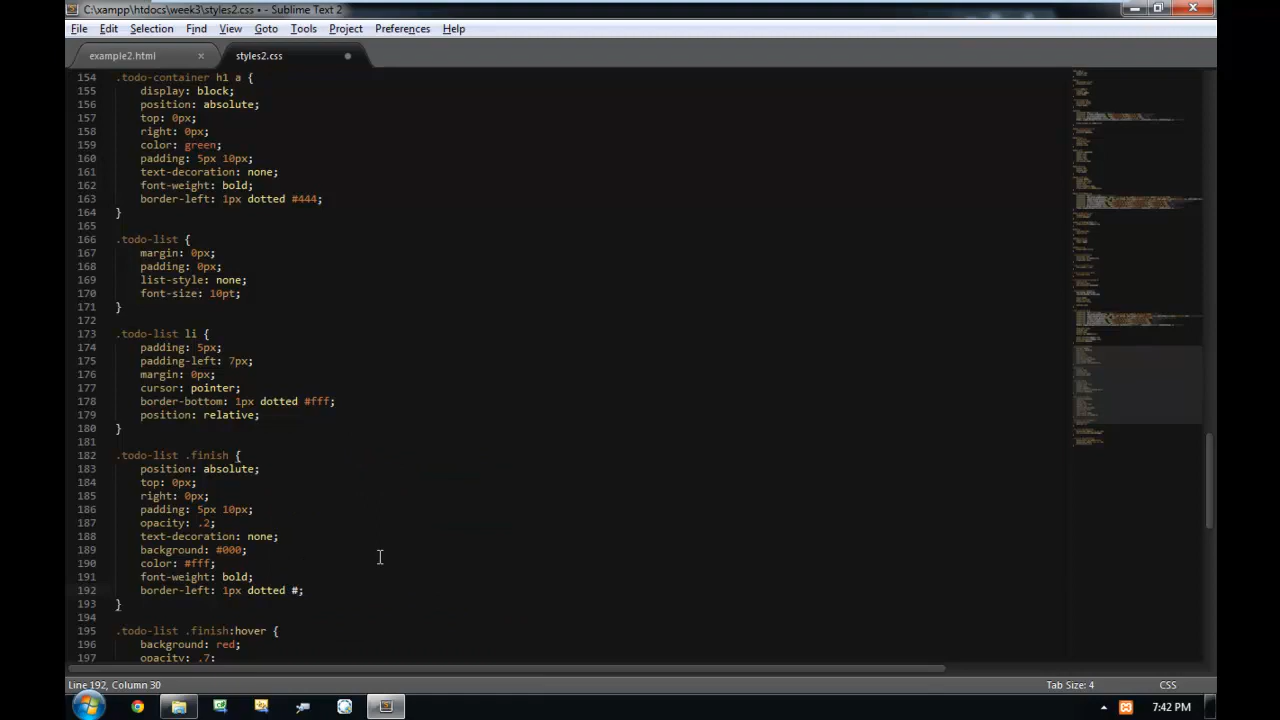 C:\xampp\htdocs\week3\styles2.css • - Sublime Text 2
File Edit Selection Find View Goto Tools Project Preferences Help
example2.html × styles2.css
154 .todo-container h1 a {
155 display: block;
156 position: absolute;
157 top: 0px;
158 right: 0px;
159 color: green;
160 padding: 5px 10px;
161 text-decoration: none;
162 font-weight: bold;
163 border-left: 1px dotted #444;
164 }
165
166 .todo-list {
167 margin: 0px;
168 padding: 0px;
169 list-style: none;
170 font-size: 10pt;
171 }
172
173 .todo-list li {
174 padding: 5px;
175 padding-left: 7px;
176 margin: 0px;
177 cursor: pointer;
178 border-bottom: 1px dotted #fff;
179 position: relative;
180 }
181
182 .todo-list .finish {
183 position: absolute;
184 top: 0px;
185 right: 0px;
186 padding: 5px 10px;
187 opacity: .2;
188 text-decoration: none;
189 background: #000;
190 color: #fff;
191 font-weight: bold;
192 border-left: 1px dotted #;
193 }
194
195 .todo-list .finish:hover {
196 background: red;
197 opacity: .7;
Line 192, Column 30 Tab Size: 4 CSS
7:42 PM